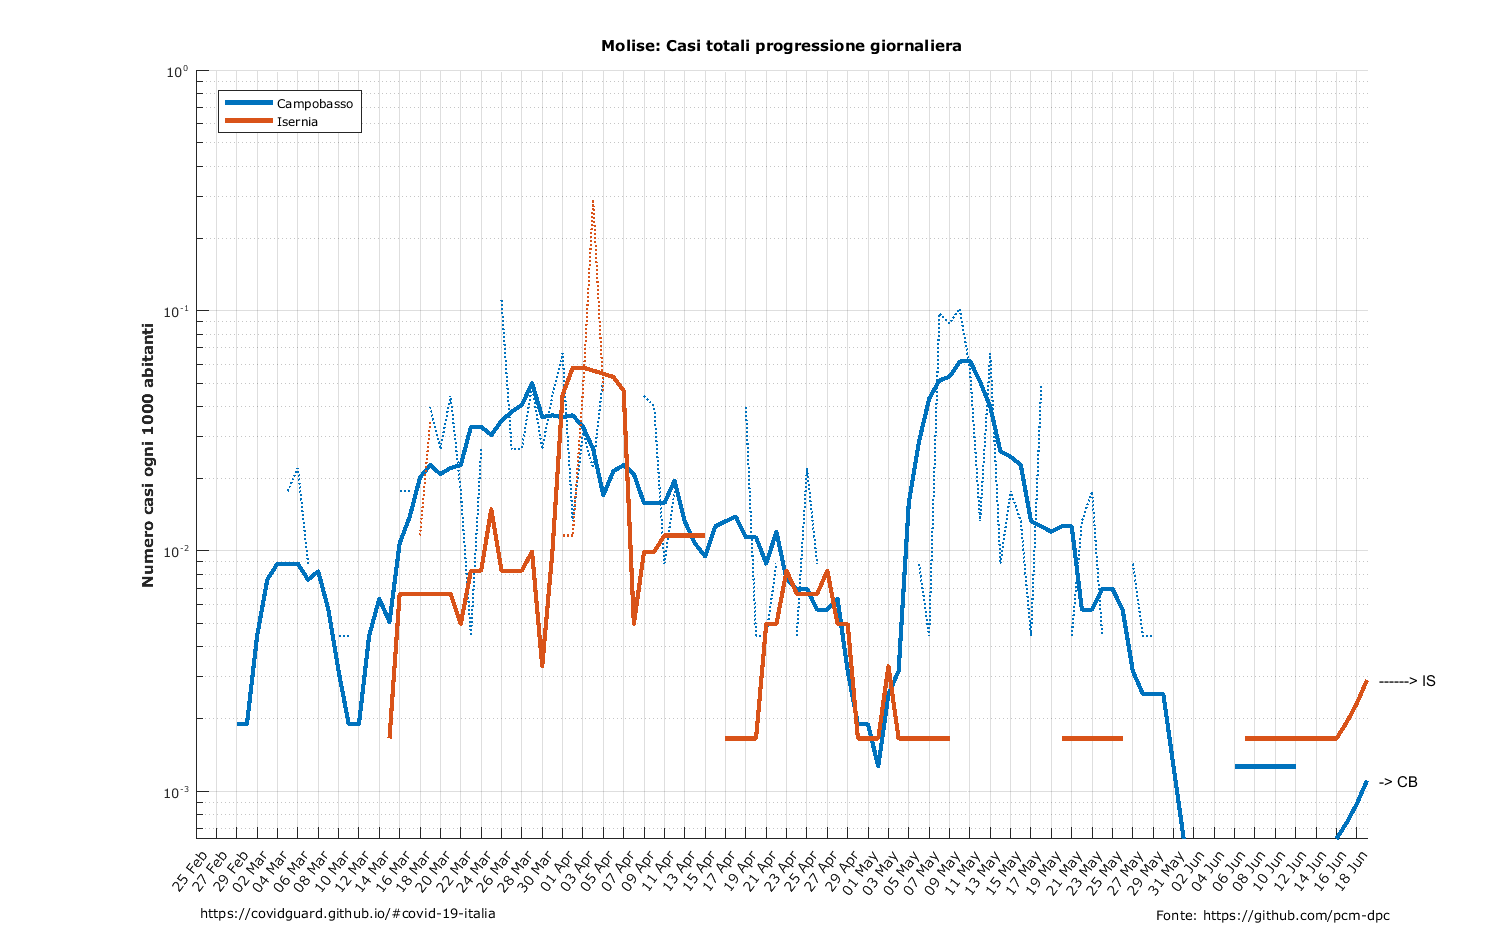 Molise: Casi totali progressione giornaliera
Campobasso
Isernia
Numero casi ogni 1000 abitanti
10^0
10^-1
10^-2
10^-3
------> IS
-> CB
25 Feb
27 Feb
29 Feb
02 Mar
04 Mar
06 Mar
08 Mar
10 Mar
12 Mar
14 Mar
16 Mar
18 Mar
20 Mar
22 Mar
24 Mar
26 Mar
28 Mar
30 Mar
01 Apr
03 Apr
05 Apr
07 Apr
09 Apr
11 Apr
13 Apr
15 Apr
17 Apr
19 Apr
21 Apr
23 Apr
25 Apr
27 Apr
29 Apr
01 May
03 May
05 May
07 May
09 May
11 May
13 May
15 May
17 May
19 May
21 May
23 May
25 May
27 May
29 May
31 May
02 Jun
04 Jun
06 Jun
08 Jun
10 Jun
12 Jun
14 Jun
16 Jun
18 Jun
https://covidguard.github.io/#covid-19-italia
Fonte: https://github.com/pcm-dpc